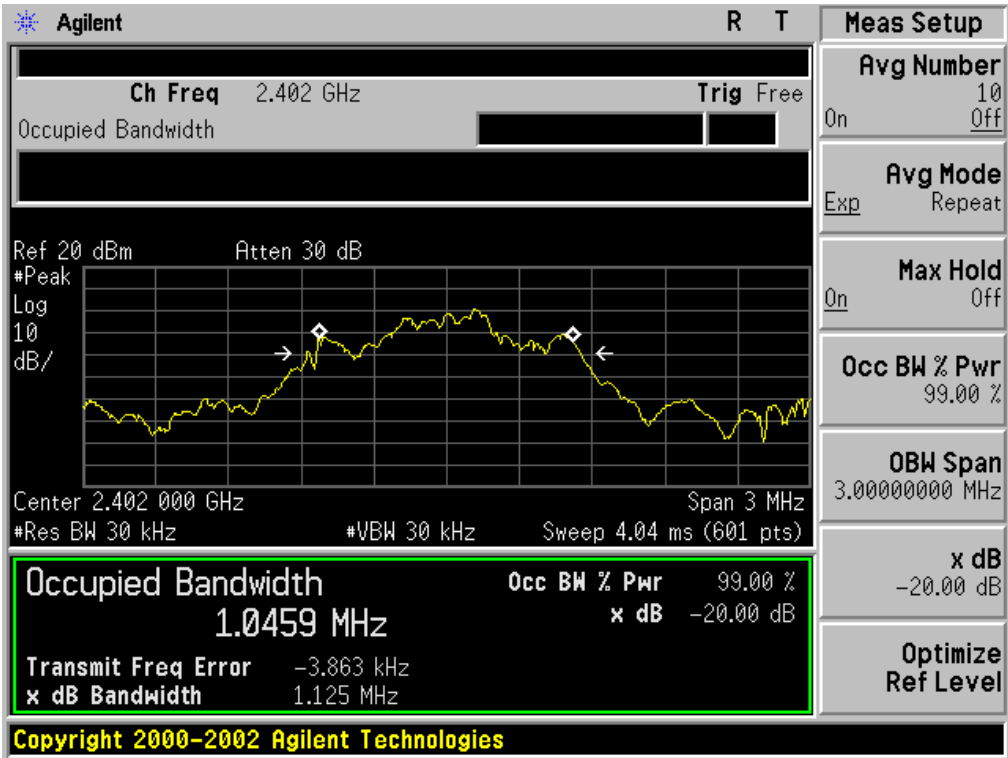 Agilent R T
Ch Freq 2.402 GHz Trig Free
Occupied Bandwidth
Ref 20 dBm Atten 30 dB
#Peak
Log
10
dB/
Center 2.402 000 GHz Span 3 MHz
#Res BW 30 kHz #VBW 30 kHz Sweep 4.04 ms (601 pts)
Occupied Bandwidth Occ BW % Pwr 99.00 %
1.0459 MHz x dB -20.00 dB
Transmit Freq Error -3.863 kHz
x dB Bandwidth 1.125 MHz
Copyright 2000-2002 Agilent Technologies
Meas Setup
Avg Number
10
On Off
Avg Mode
Exp Repeat
Max Hold
On Off
Occ BW % Pwr
99.00 %
OBW Span
3.00000000 MHz
x dB
-20.00 dB
Optimize
Ref Level